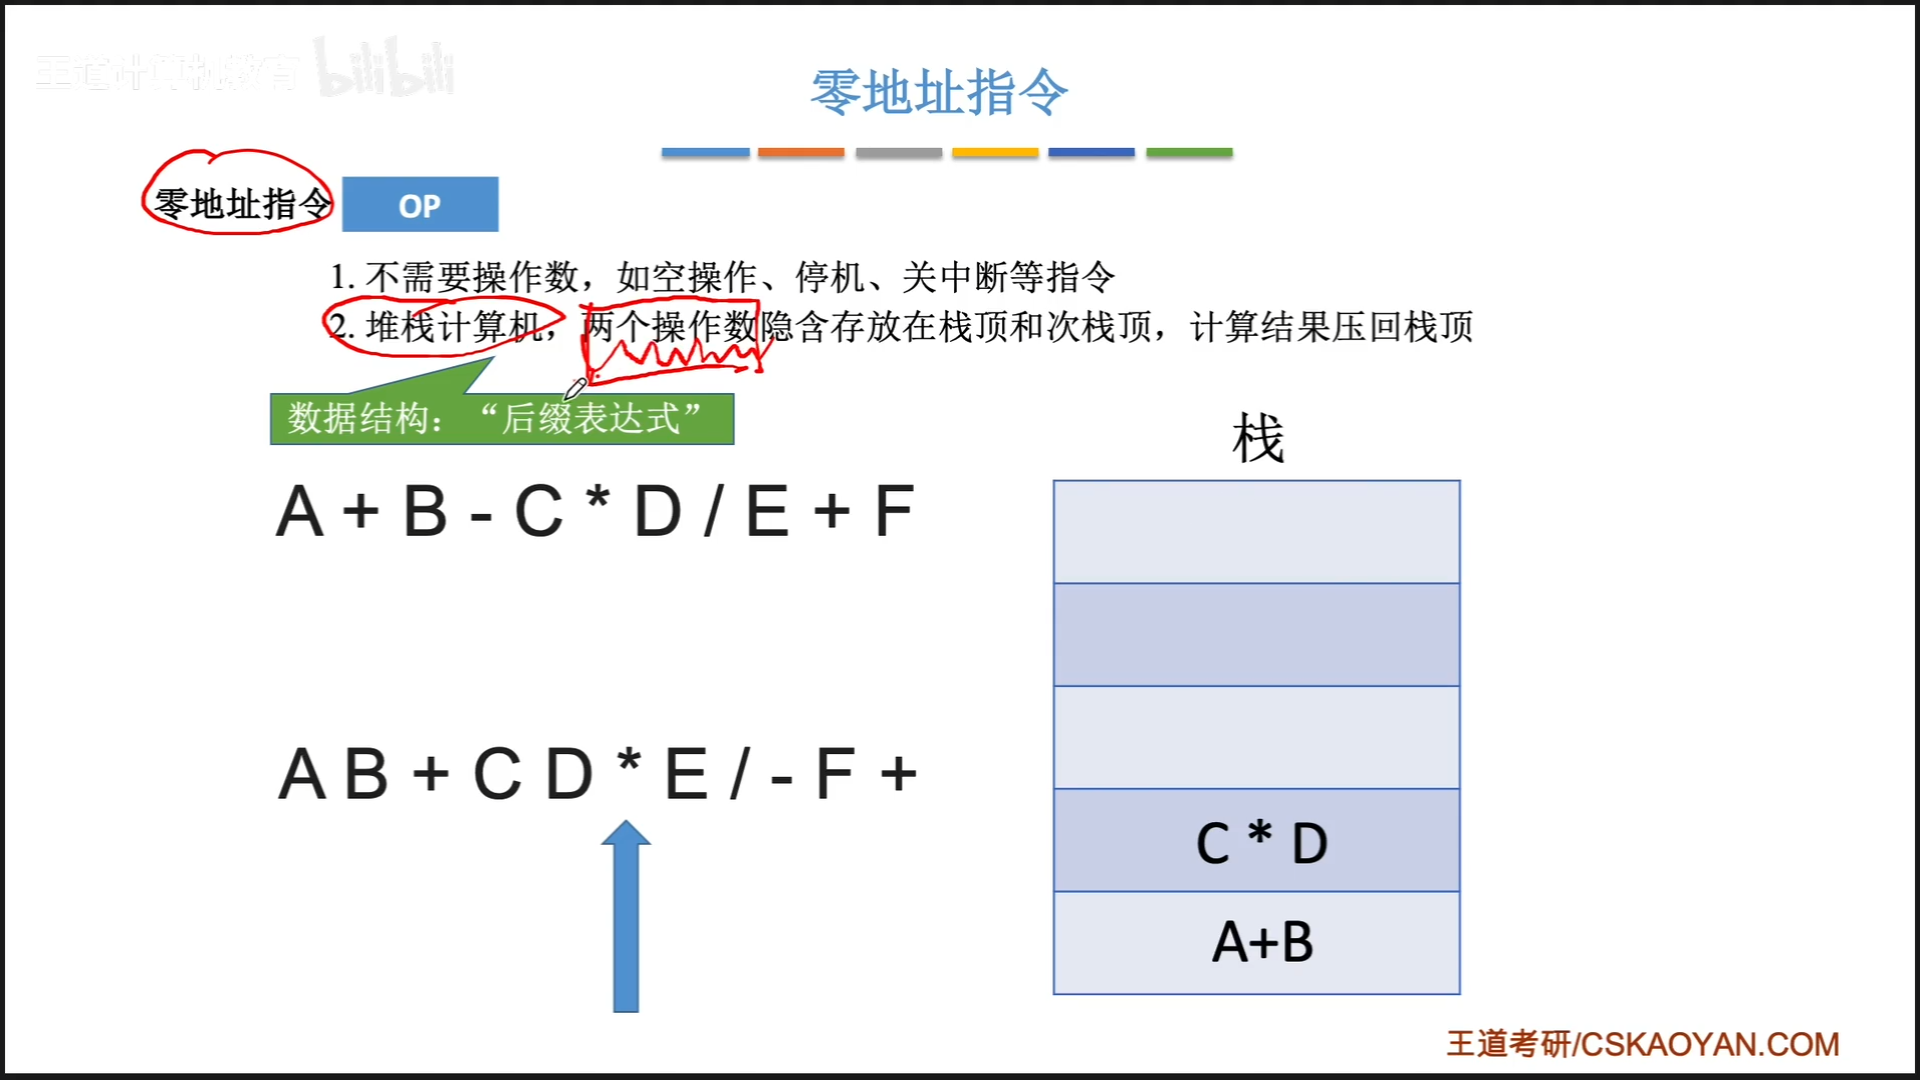 王道计算机教育 bilibili
零地址指令
零地址指令 OP
1. 不需要操作数，如空操作、停机、关中断等指令
2. 堆栈计算机，两个操作数隐含存放在栈顶和次栈顶，计算结果压回栈顶
数据结构：“后缀表达式”
栈
A + B - C * D / E + F
A B + C D * E / - F +
C * D
A+B
王道考研/CSKAOYAN.COM